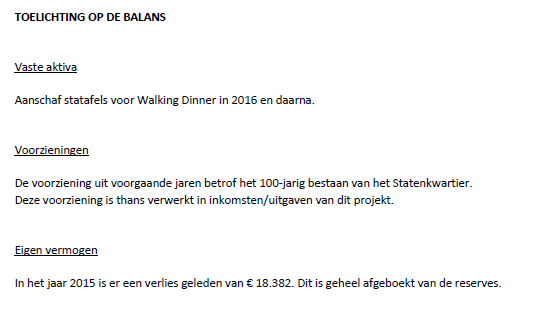 TOELICHTING OP DE BALANS
Vaste aktiva
Aanschaf statafels voor Walking Dinner in 2016 en daarna.
Voorzieningen
De voorziening uit voorgaande jaren betrof het 100-jarig bestaan van het Statenkwartier.
Deze voorziening is thans verwerkt in inkomsten/uitgaven van dit projekt.
Eigen vermogen
In het jaar 2015 is er een verlies geleden van € 18.382. Dit is geheel afgeboekt van de reserves.